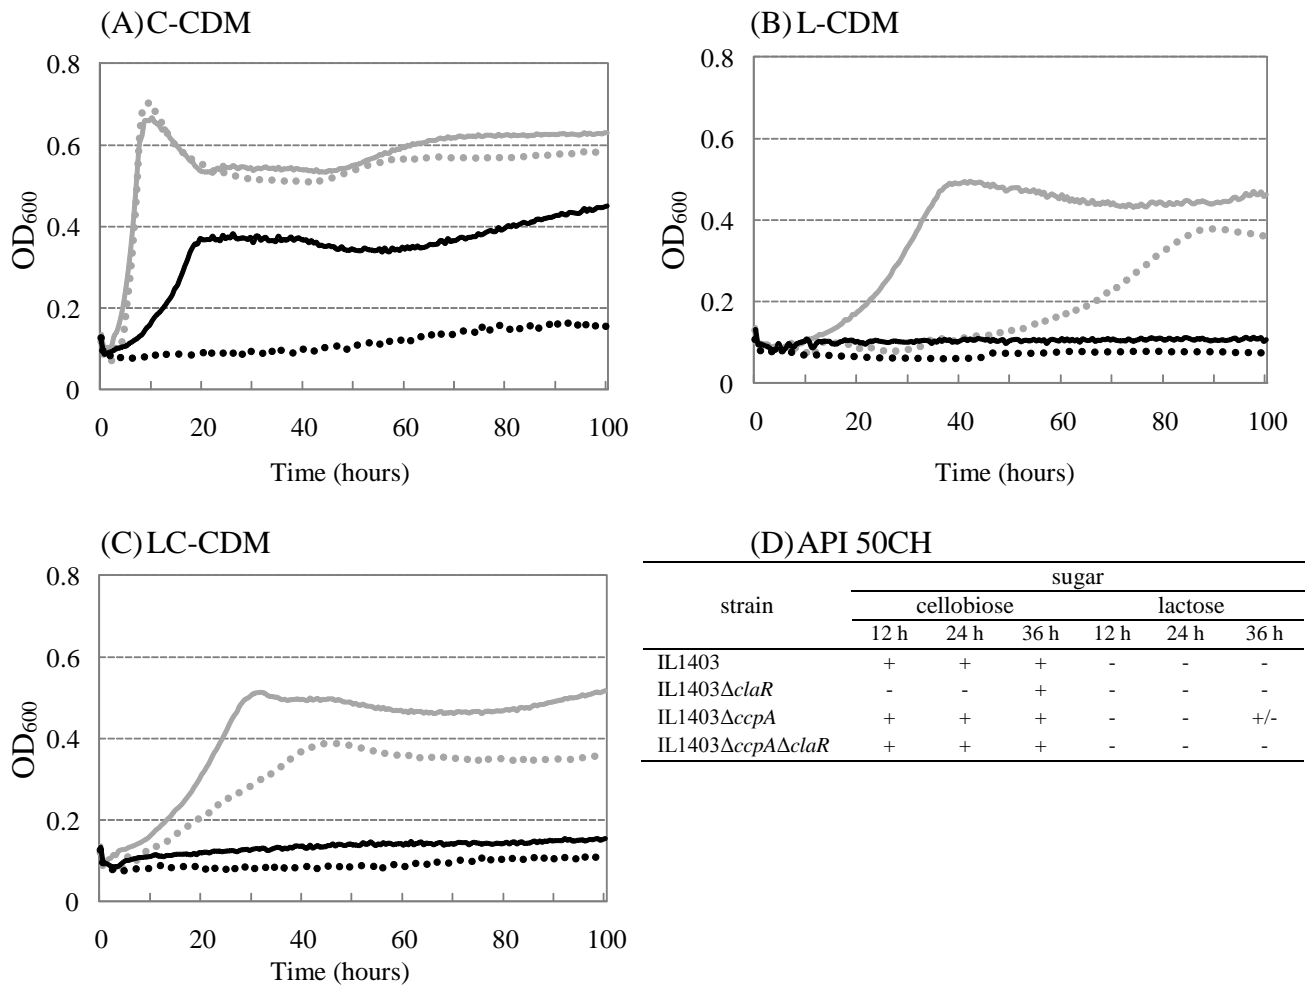 (A) C-CDM
0.8
0.6
0.4
0.2
0
OD600
0 20 40 60 80 100
Time (hours)
(B) L-CDM
0.8
0.6
0.4
0.2
0
OD600
0 20 40 60 80 100
Time (hours)
(C) LC-CDM
0.8
0.6
0.4
0.2
0
OD600
0 20 40 60 80 100
Time (hours)
(D) API 50CH
sugar
strain cellobiose lactose
12 h 24 h 36 h 12 h 24 h 36 h
IL1403 + + + - - -
IL1403ΔclaR - - + - - -
IL1403ΔccpA + + + - - +/-
IL1403ΔccpAΔclaR + + + - - -